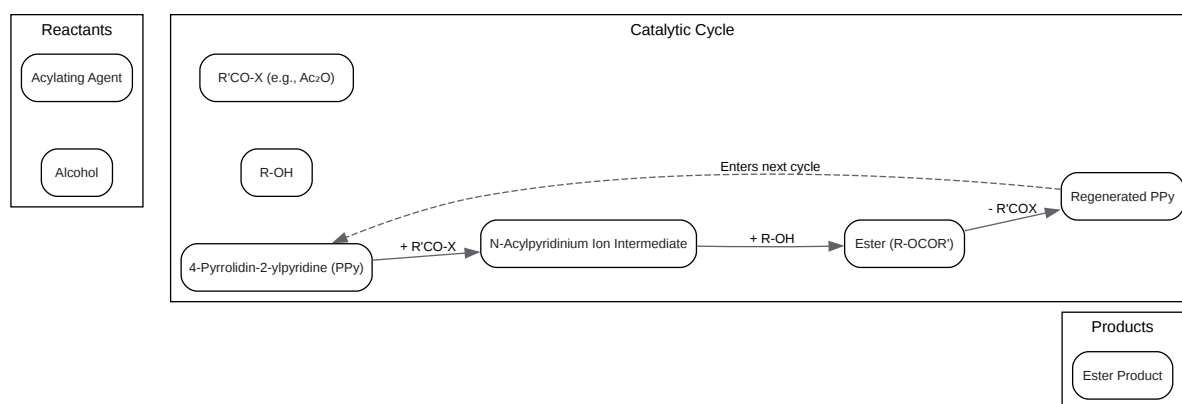 Reactants
Acylating Agent
Alcohol
Catalytic Cycle
R'CO-X (e.g., Ac₂O)
R-OH
Enters next cycle
Regenerated PPy
- R'COX
4-Pyrrolidin-2-ylpyridine (PPy)
+ R'CO-X
N-Acylpyridinium Ion Intermediate
+ R-OH
Ester (R-OCOR')
Products
Ester Product